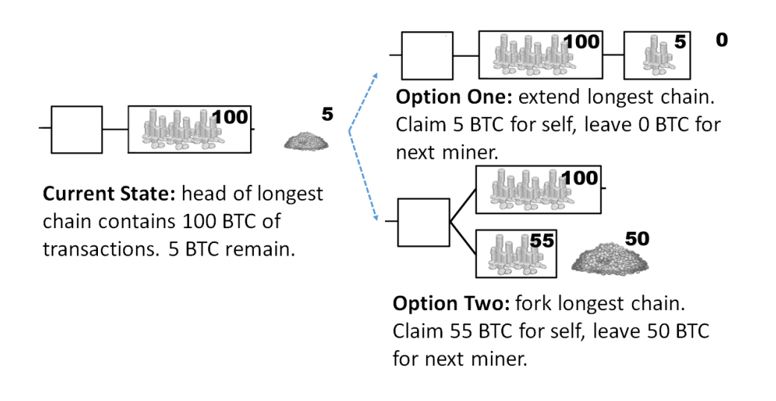 100
5
Current State: head of longest
chain contains 100 BTC of
transactions. 5 BTC remain.
100
5
0
Option One: extend longest chain.
Claim 5 BTC for self, leave 0 BTC for
next miner.
100
55
50
Option Two: fork longest chain.
Claim 55 BTC for self, leave 50 BTC
for next miner.